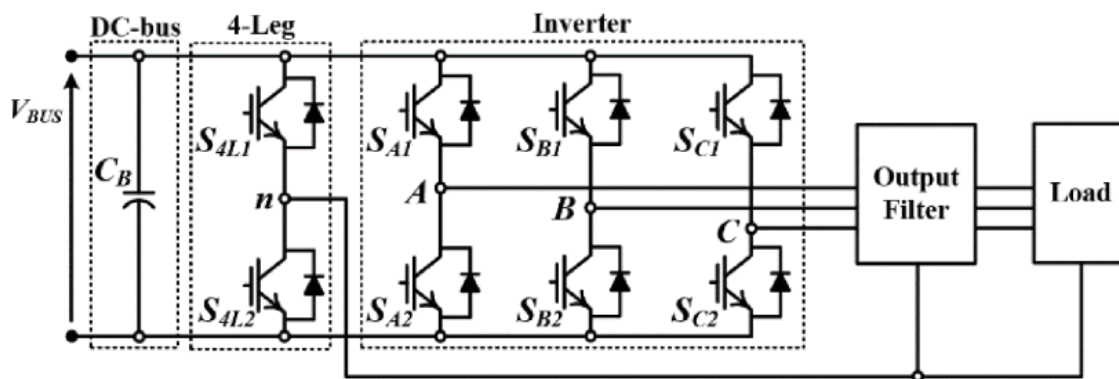 DC-bus
4-Leg
Inverter
V_BUS
C_B
S_4L1
n
S_4L2
S_A1
A
S_A2
S_B1
B
S_B2
S_C1
C
S_C2
Output
Filter
Load